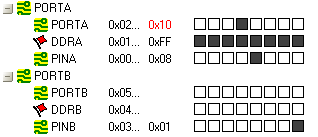 PORTA
PORTA 0x02... 0x10
DDRA 0x01... 0xFF
PINA 0x00... 0x08
PORTB
PORTB 0x05...
DDRB 0x04...
PINB 0x03... 0x01